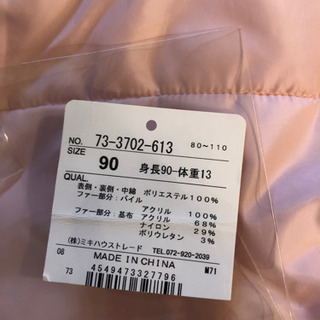 NO. 73-3702-613 80~110
SIZE 90 身長90-体重13
QUAL.
表側・裏側・中綿 ポリエステル100%
ファー部分:パイル
アクリル 100%
ファー部分:基布 アクリル 68%
ナイロン 29%
ポリウレタン 3%
(株)ミキハウストレード TEL.072-920-2039
MADE IN CHINA
08
73 4549473327796 M71